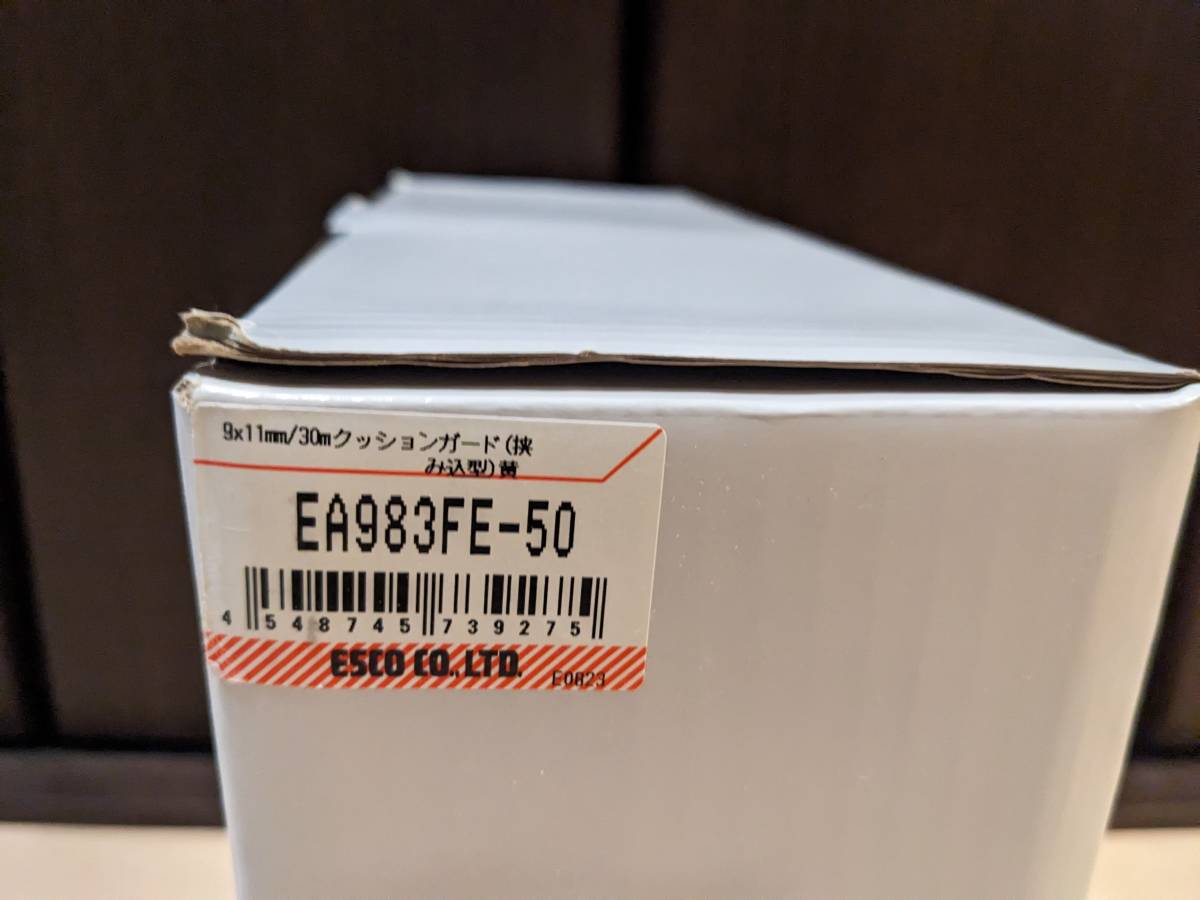 9x11mm/30mクッションガード(挟
み込型)黄
EA983FE-50
4 548745 739275
ESCO CO.,LTD.
E0823